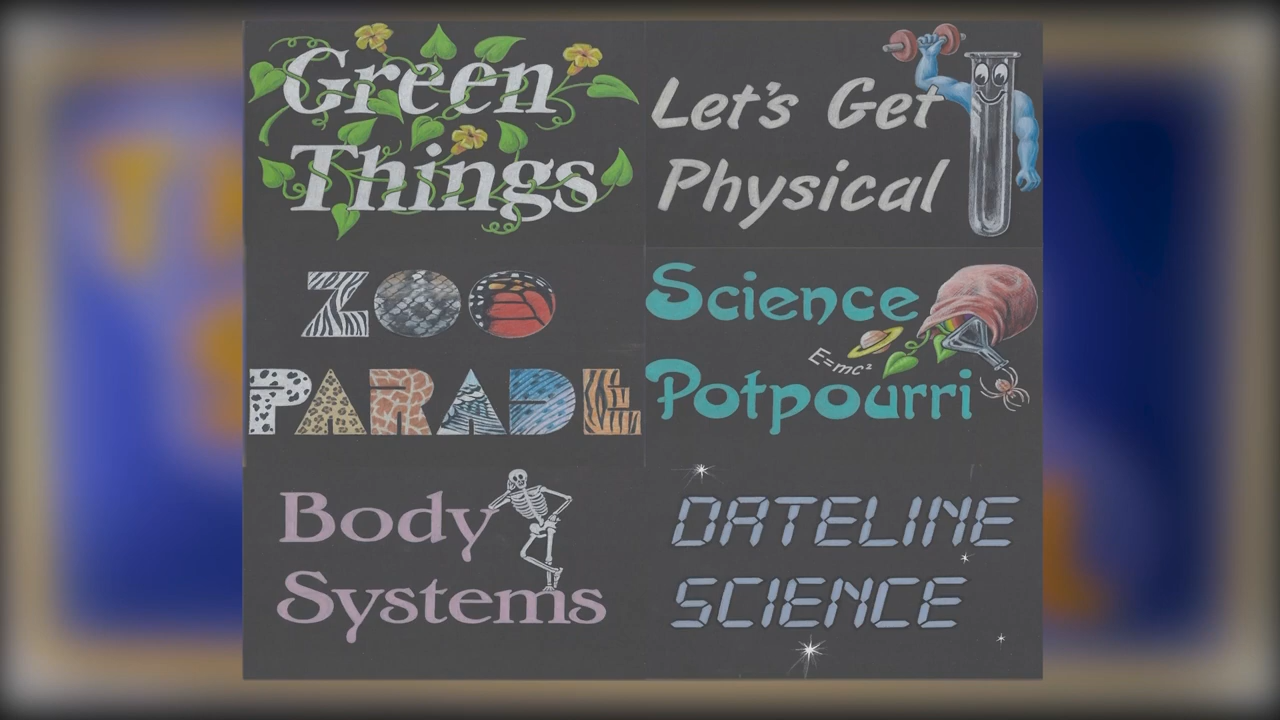 Green
Things
Let's Get
Physical
ZOO
PARADE
Science
E=mc²
Potpourri
Body
Systems
DATELINE
SCIENCE